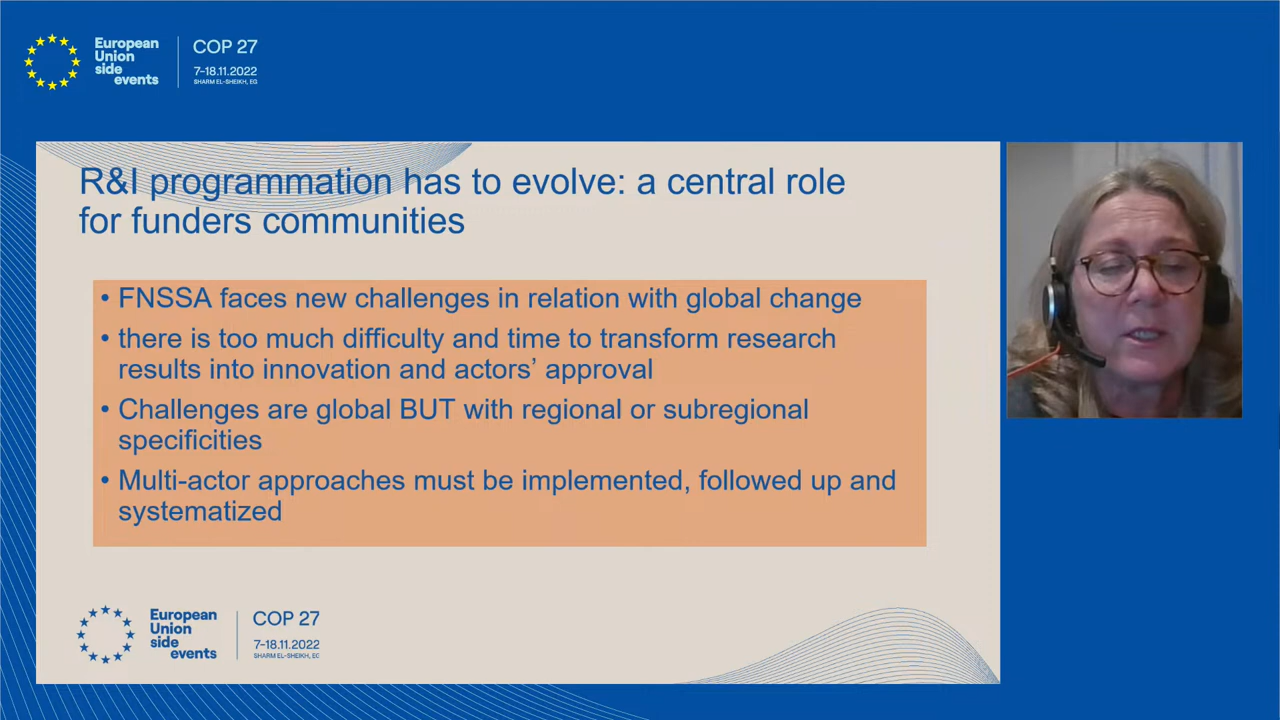 European
Union
side
events
COP 27
7-18.11.2022
SHARM EL-SHEIKH, EG
R&I programmation has to evolve: a central role
for funders communities
• FNSSA faces new challenges in relation with global change
• there is too much difficulty and time to transform research
results into innovation and actors’ approval
• Challenges are global BUT with regional or subregional
specificities
• Multi-actor approaches must be implemented, followed up and
systematized
European
Union
side
events
COP 27
7-18.11.2022
SHARM EL-SHEIKH, EG